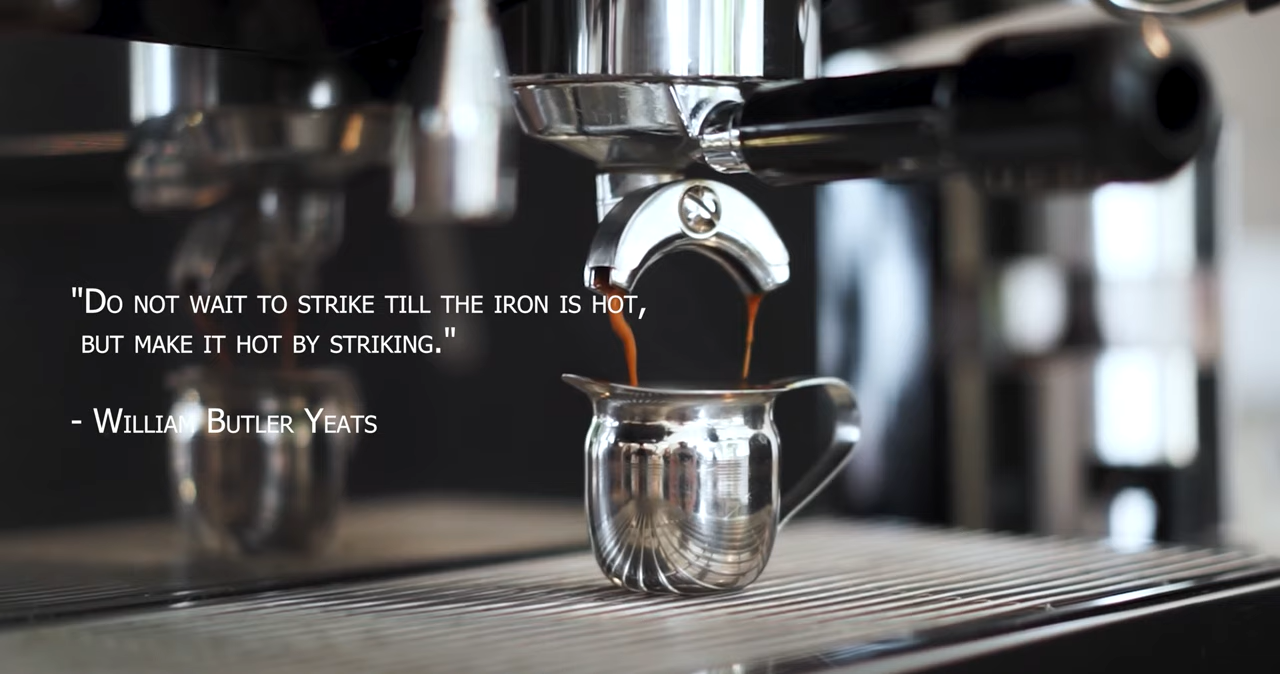 "Do not wait to strike till the iron is hot,
but make it hot by striking."
- William Butler Yeats